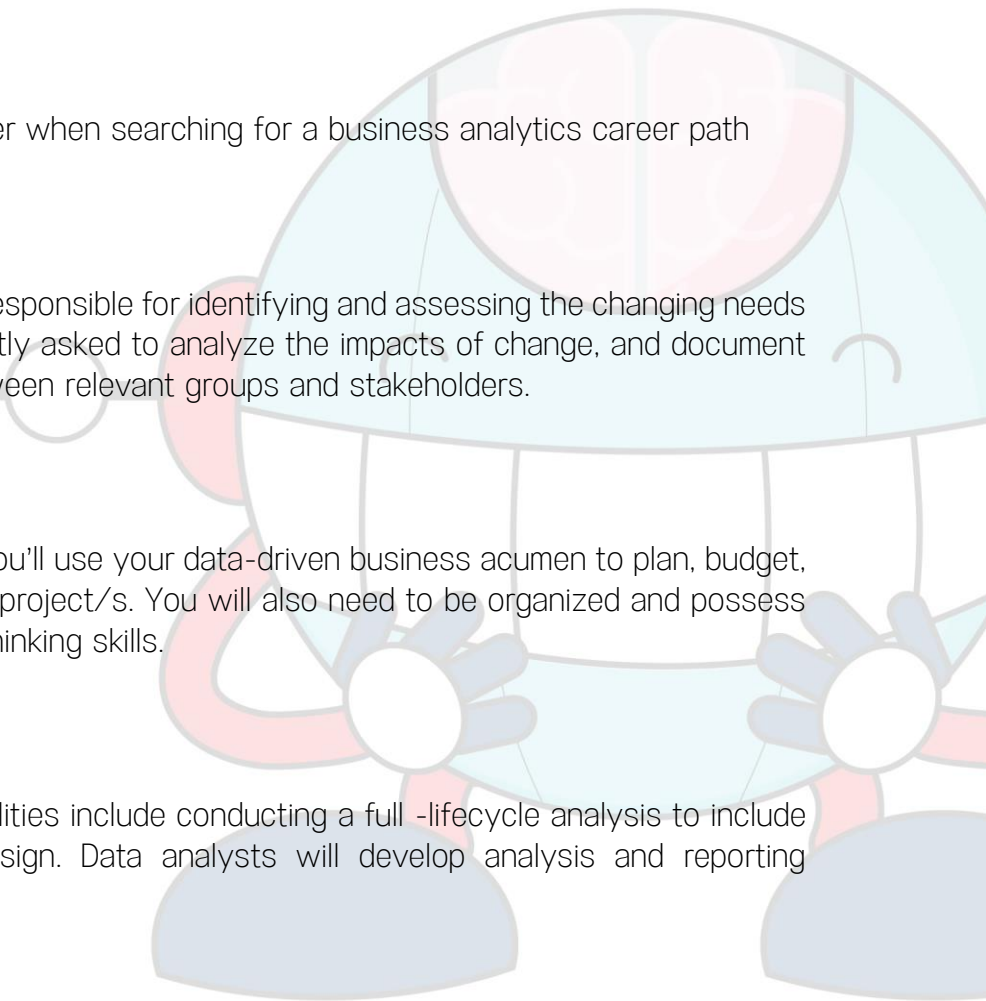 er when searching for a business analytics career path
esponsible for identifying and assessing the changing needs
tly asked to analyze the impacts of change, and document
ween relevant groups and stakeholders.
ou'll use your data-driven business acumen to plan, budget,
project/s. You will also need to be organized and possess
hinking skills.
lities include conducting a full -lifecycle analysis to include
sign. Data analysts will develop analysis and reporting